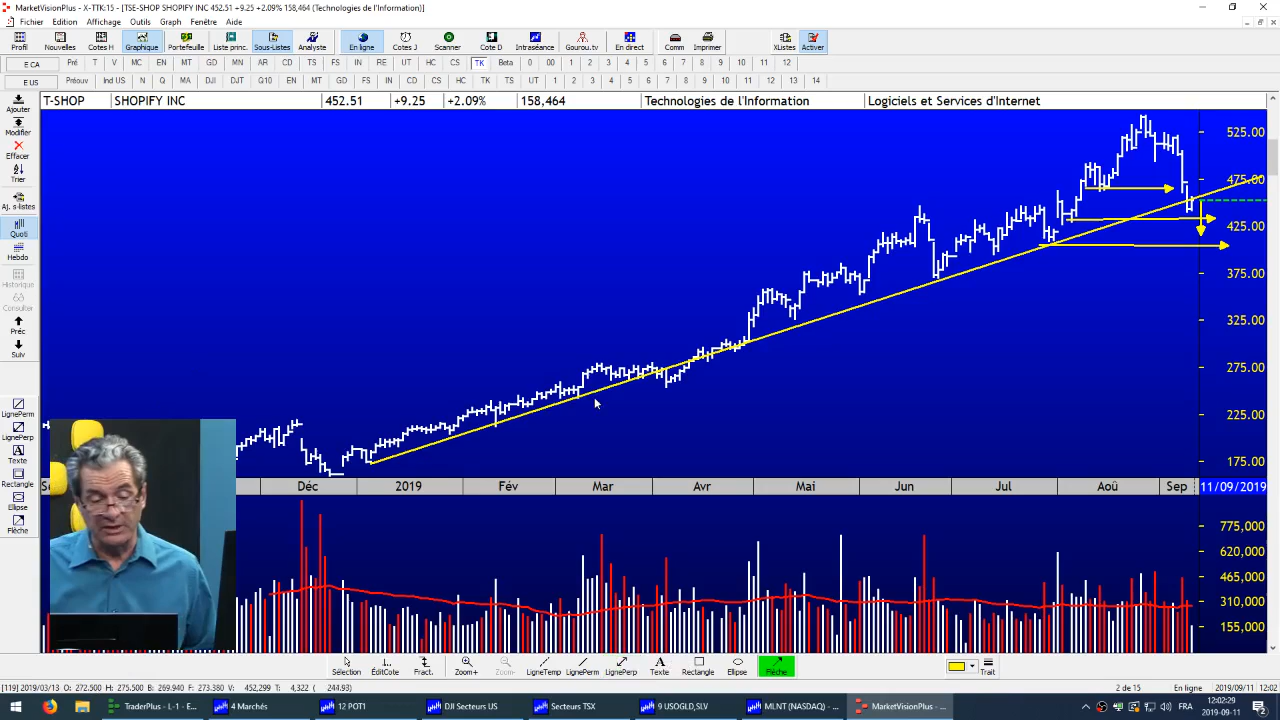 MarketVisionPlus - X-TTK:15 - [TSE-SHOP SHOPIFY INC 452.51 +9.25 +2.09% 158,464 (Technologies de l'Information)]
Fichier Edition Affichage Outils Graph Fenêtre Aide
Profil Nouvelles Cotes H Graphique Portefeuille Liste princ. Sous-Listes Analyste En ligne Cotes J Scanner Cote D Intraséance Gourou.tv En direct Comm Imprimer XListes Activer
E CA Pré T V MC EN MT GD MN AR CD TS FS IN RE UT HC CS TK Beta 0 00 1 2 3 4 5 6 7 8 9 10 11 12
E US Préouv Ind US N Q MA DJI DJT Q10 EN MT GD FS IN CD CS HC TK TS UT 1 2 3 4 5 6 7 8 9 10 11 12 13 14
T-SHOP SHOPIFY INC 452.51 +9.25 +2.09% 158,464 Technologies de l'Information Logiciels et Services d'Internet
Ajouter
Modifier
Effacer
Trier
Aj. s-listes
Quoti
Hebdo
Historique
Consulter
Préc
Suiv
LignePerm
LignePerp
Texte
Rectangle
Ellipse
Flêche
525.00
475.00
425.00
375.00
325.00
275.00
225.00
175.00
Déc 2019 Fév Mar Avr Mai Jun Jul Aoû Sep 11/09/2019
775,000
620,000
465,000
310,000
155,000
Sélection ÉditCote Fract. Zoom+ Zoom- LigneTemp LignePerm LignePerp Texte Rectangle Ellipse Flêche Trait
[119] 2019/03/13 O: 272.500 H: 275.500 B: 269.940 F: 273.380 V: 452,299 T: 4,322 ( 244.93) 2 de 15 En ligne 2019/09/11 12:02
TraderPlus - L-1 - E... 4 Marchés 12 POT1 DJI Secteurs US Secteurs TSX 9 USOGLD,SLV MLNT (NASDAQ) - ... MarketVisionPlus - ... FRA 12:02:29
2019-09-11